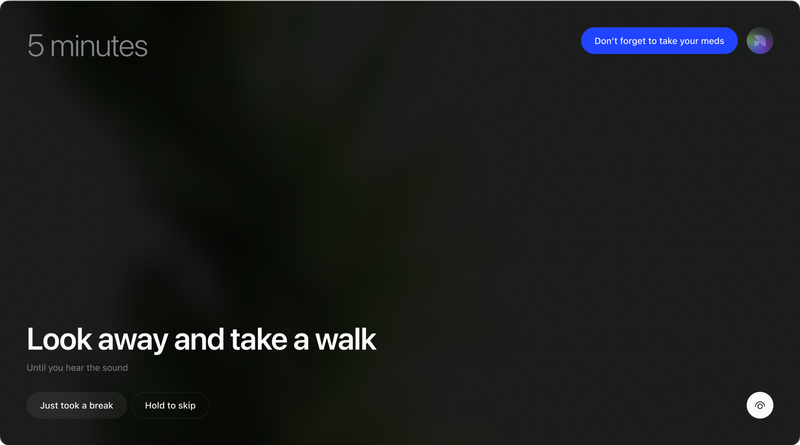 5 minutes
Don't forget to take your meds
Look away and take a walk
Until you hear the sound
Just took a break
Hold to skip